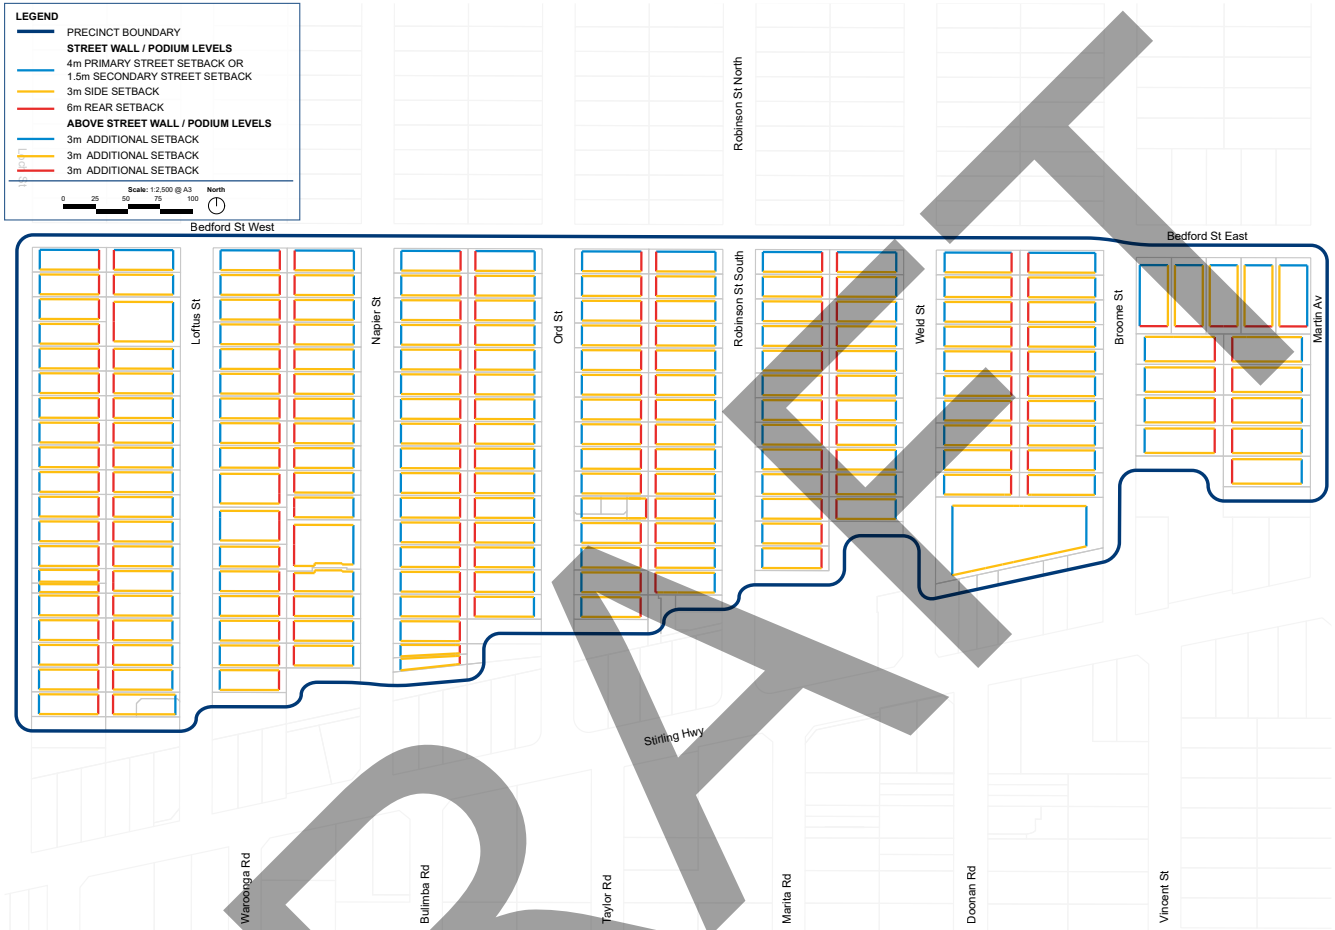 LEGEND
PRECINCT BOUNDARY
STREET WALL / PODIUM LEVELS
4m PRIMARY STREET SETBACK OR
1.5m SECONDARY STREET SETBACK
3m SIDE SETBACK
6m REAR SETBACK
ABOVE STREET WALL / PODIUM LEVELS
3m ADDITIONAL SETBACK
3m ADDITIONAL SETBACK
3m ADDITIONAL SETBACK
Scale: 1:2,500 @ A3 North
0 25 50 75 100
Robinson St North
Bedford St West
Bedford St East
Loftus St
Napier St
Ord St
Robinson St South
Weld St
Broome St
Martin Av
Stirling Hwy
Waroonga Rd
Bulimba Rd
Taylor Rd
Marita Rd
Doonan Rd
Vincent St
DRAFT